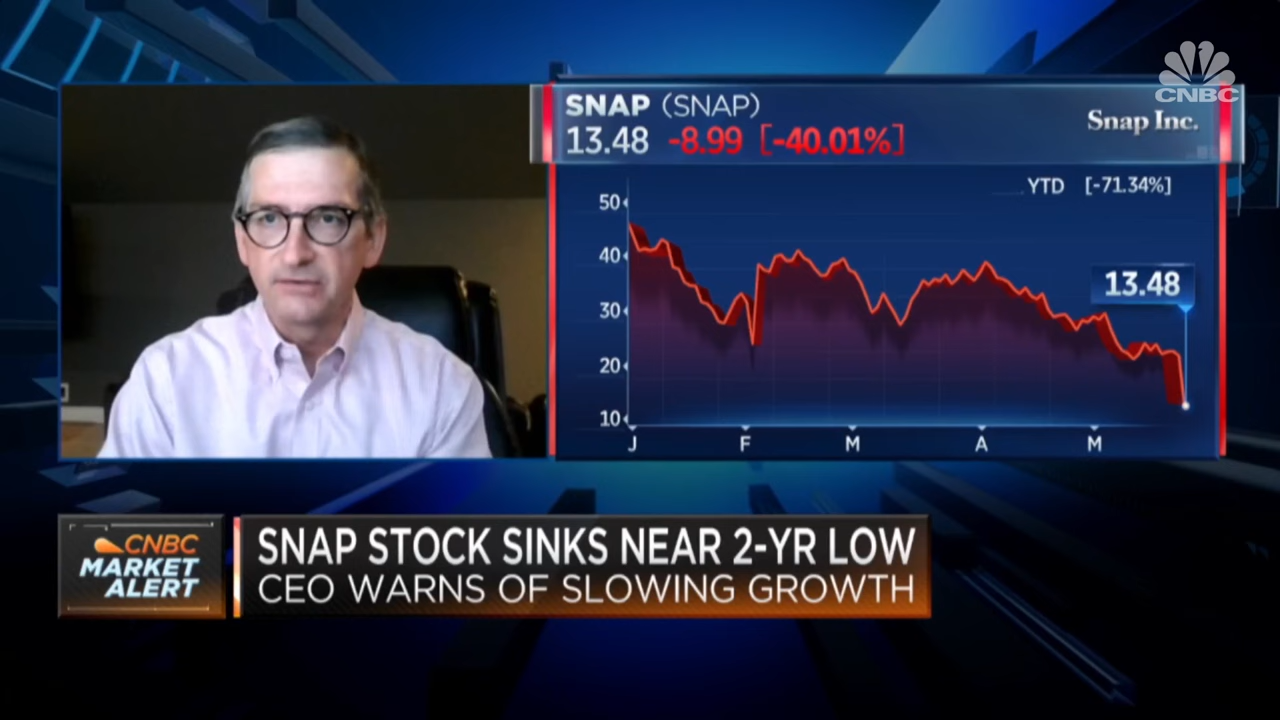 CNBC
SNAP (SNAP)
13.48 -8.99 [-40.01%]
Snap Inc.
YTD [-71.34%]
50
40
30
20
10
13.48
J F M A M
CNBC
MARKET
ALERT
SNAP STOCK SINKS NEAR 2-YR LOW
CEO WARNS OF SLOWING GROWTH